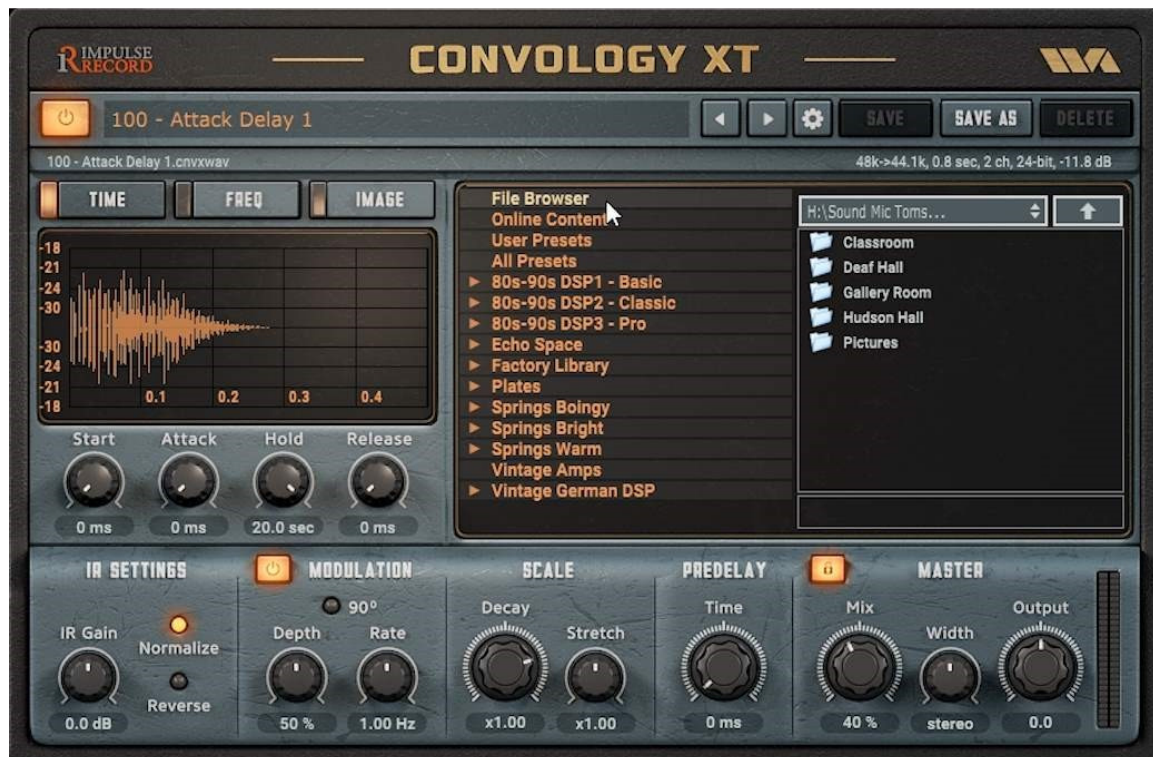 IMPULSE RECORD
CONVOLOGY XT
100 - Attack Delay 1
SAVE
SAVE AS
DELETE
100 - Attack Delay 1.cnvxwav
48k->44.1k, 0.8 sec, 2 ch, 24-bit, -11.8 dB
TIME
FREQ
IMAGE
-18
-21
-24
-30
-30
-24
-21
-18
0.1 0.2 0.3 0.4
Start Attack Hold Release
0 ms 0 ms 20.0 sec 0 ms
File Browser
Online Content
User Presets
All Presets
80s-90s DSP1 - Basic
80s-90s DSP2 - Classic
80s-90s DSP3 - Pro
Echo Space
Factory Library
Plates
Springs Boingy
Springs Bright
Springs Warm
Vintage Amps
Vintage German DSP
H:\Sound Mic Toms...
Classroom
Deaf Hall
Gallery Room
Hudson Hall
Pictures
IR SETTINGS
IR Gain
Normalize
Reverse
0.0 dB
MODULATION
90°
Depth Rate
50 % 1.00 Hz
SCALE
Decay Stretch
x1.00 x1.00
PREDELAY
Time
0 ms
MASTER
Mix Width Output
40 % stereo 0.0